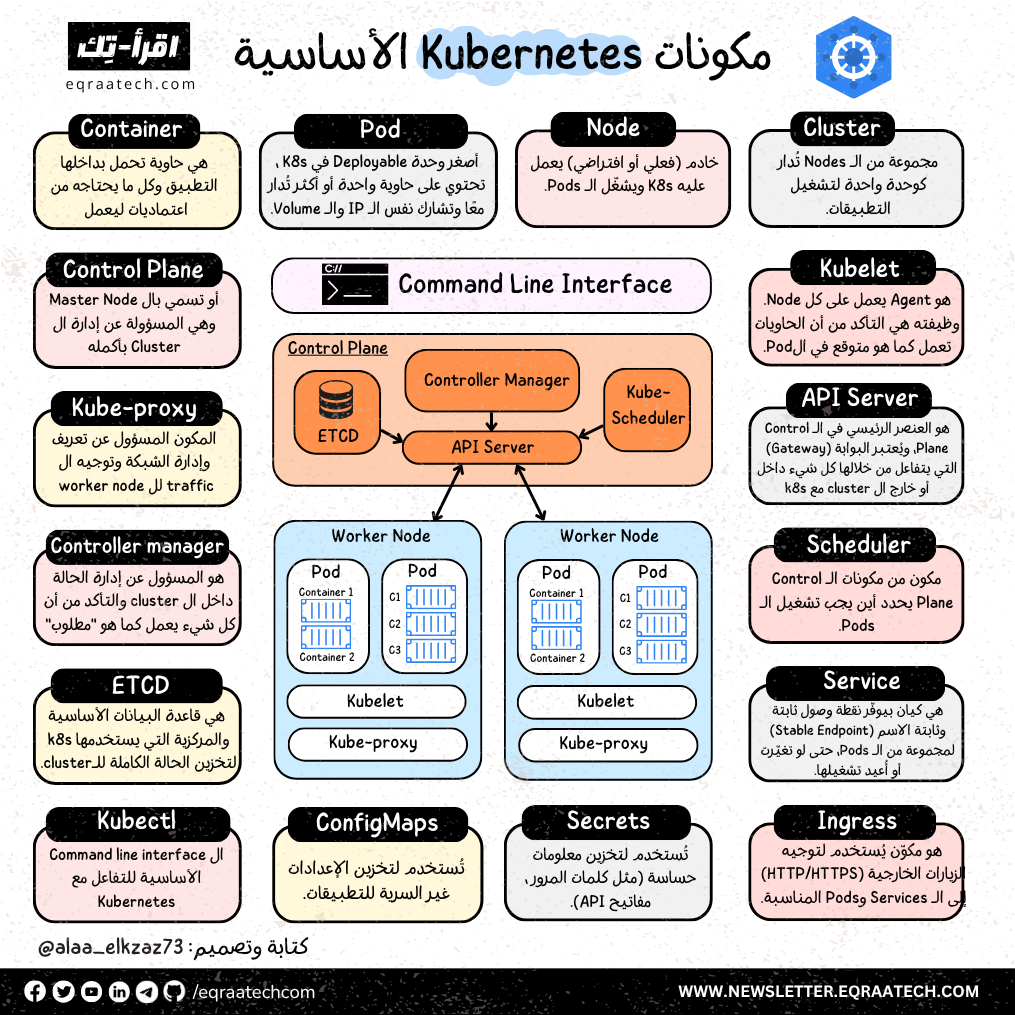 اقرأ-تِك
eqraatech.com
مكونات Kubernetes الأساسية
Container
هي حاوية تحمل بداخلها
التطبيق وكل ما يحتاجه من
اعتماديات ليعمل
Pod
أصغر وحدة Deployable في K8s ,
تحتوي على حاوية واحدة أو أكثر تُدار
معًا وتشارك نفس الـ IP والـ Volume.
Node
خادم (فعلي أو افتراضي) يعمل
عليه K8s ويشغّل الـ Pods.
Cluster
مجموعة من الـ Nodes تُدار
كوحدة واحدة لتشغيل
التطبيقات.
Control Plane
أو تسمي بال Master Node
وهي المسؤولة عن إدارة ال
Cluster بأكمله
Kube-proxy
المكون المسؤول عن تعريف
وإدارة الشبكة وتوجيه ال
traffic لل worker node
Controller manager
هو المسؤول عن إدارة الحالة
داخل ال cluster والتأكد من أن
كل شيء يعمل كما هو "مطلوب"
ETCD
هي قاعدة البيانات الأساسية
والمركزية التي يستخدمها k8s
لتخزين الحالة الكاملة للـcluster.
Kubectl
ال Command line interface
الأساسية للتفاعل مع
Kubernetes
C://
Command Line Interface
Control Plane
ETCD
Controller Manager
Kube-
Scheduler
API Server
Worker Node
Pod
Container 1
Container 2
Pod
C1
C2
C3
Kubelet
Kube-proxy
Worker Node
Pod
Container 1
Container 2
Pod
C1
C2
C3
Kubelet
Kube-proxy
Kubelet
هو Agent يعمل على كل Node.
وظيفته هي التأكد من أن الحاويات
تعمل كما هو متوقع في الPod.
API Server
هو العنصر الرئيسي في الـ Control
Plane, ويُعتبر البوابة (Gateway)
التي يتفاعل من خلالها كل شيء داخل
أو خارج ال cluster مع k8s
Scheduler
مكون من مكونات الـ Control
Plane يحدد أين يجب تشغيل الـ
Pods.
Service
هي كيان بيوفّر نقطة وصول ثابتة
وثابتة الاسم (Stable Endpoint)
لمجموعة من الـ Pods, حتى لو تغيّرت
أو أُعيد تشغيلها.
ConfigMaps
تُستخدم لتخزين الإعدادات
غير السرية للتطبيقات.
Secrets
تُستخدم لتخزين معلومات
حساسة (مثل كلمات المرور,
مفاتيح API).
Ingress
هو مكوّن يُستخدم لتوجيه
الزيارات الخارجية (HTTP/HTTPS)
إلى الـ Services وPods المناسبة.
كتابة وتصميم: @alaa_elkzaz73
/eqraatechcom
WWW.NEWSLETTER.EQRAATECH.COM